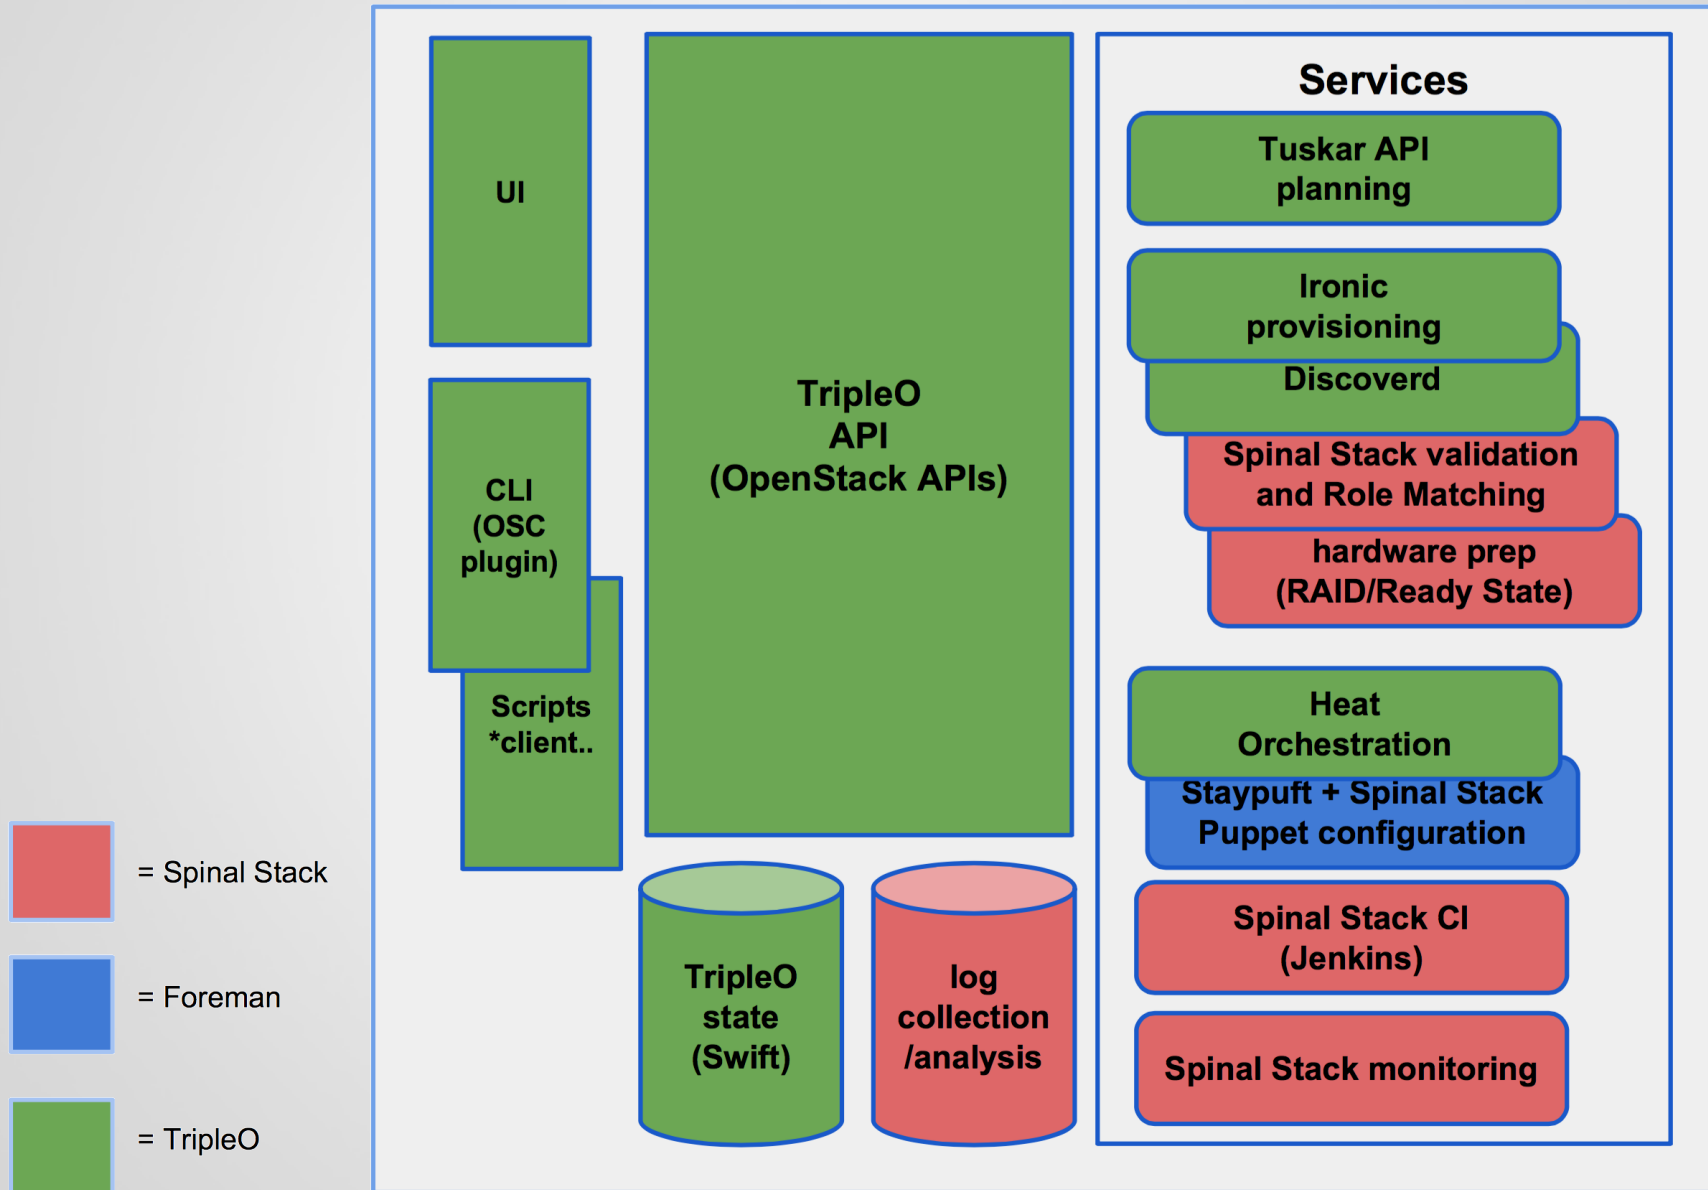 UI
CLI
(OSC
plugin)
Scripts
*client..
TripleO
API
(OpenStack APIs)
TripleO
state
(Swift)
log
collection
/analysis
Services
Tuskar API
planning
Ironic
provisioning
Discoverd
Spinal Stack validation
and Role Matching
hardware prep
(RAID/Ready State)
Heat
Orchestration
Staypuft + Spinal Stack
Puppet configuration
Spinal Stack CI
(Jenkins)
Spinal Stack monitoring
= Spinal Stack
= Foreman
= TripleO